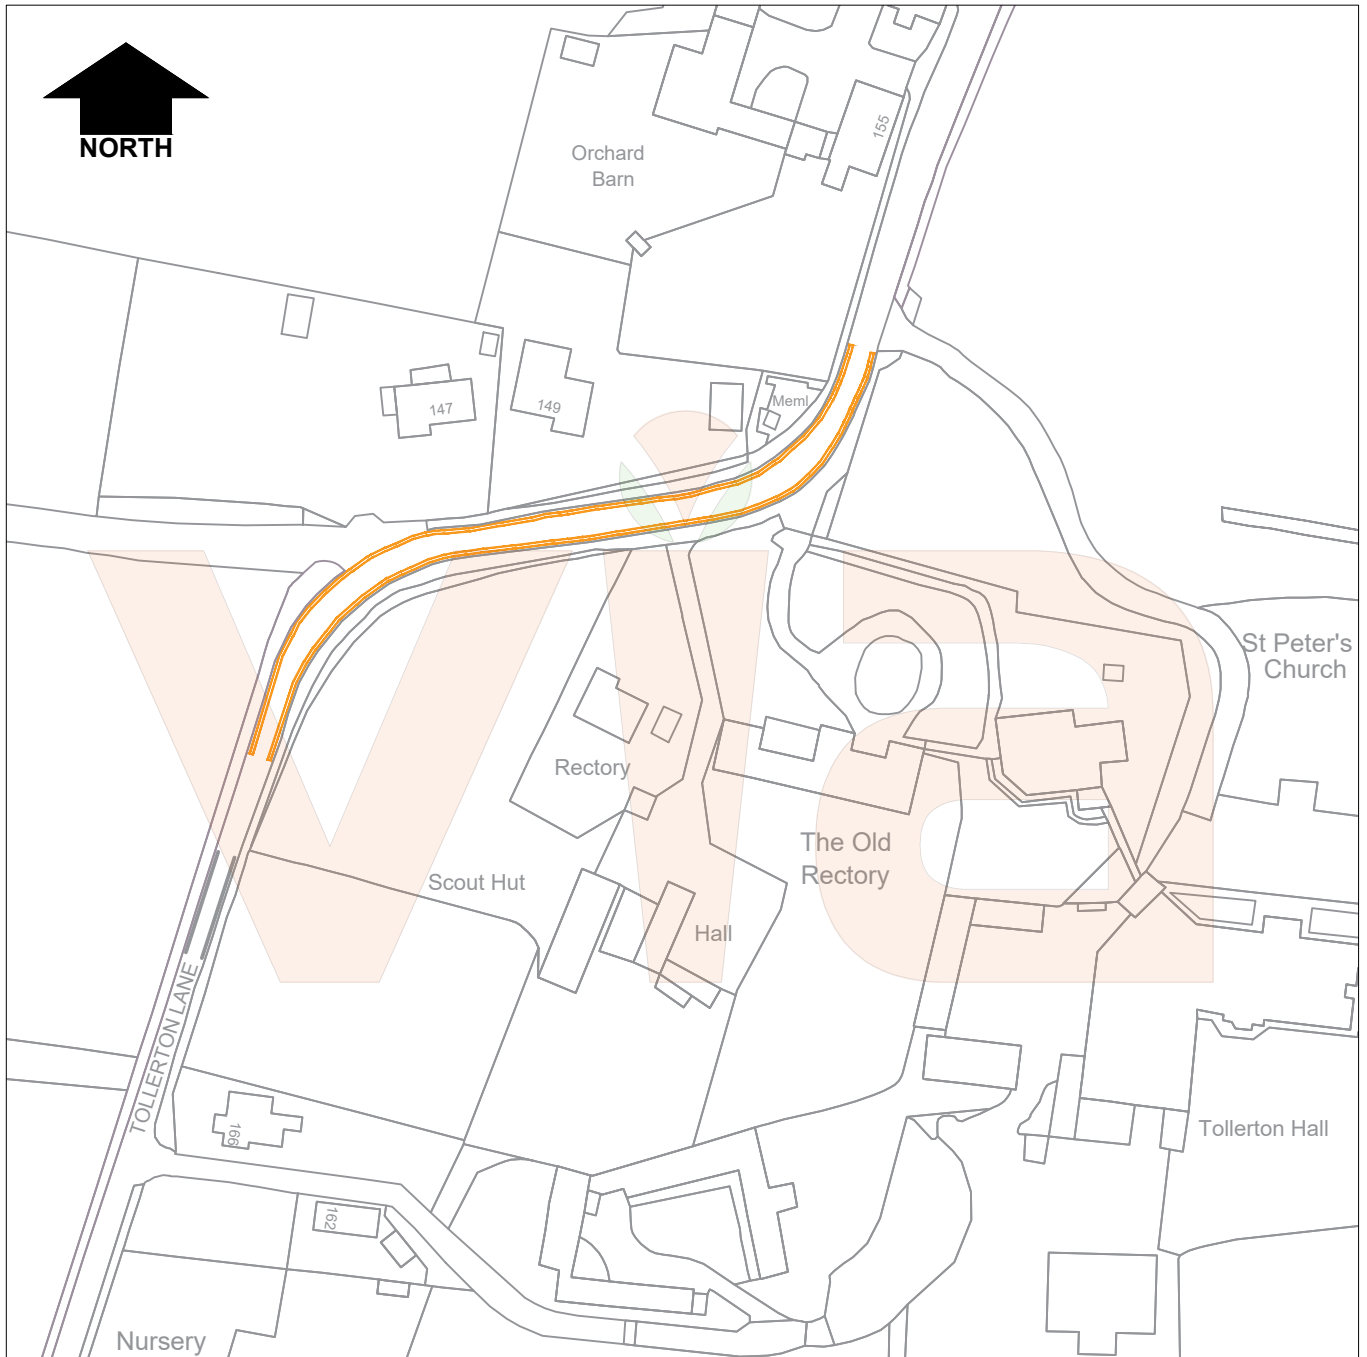 NORTH
155
Orchard
Barn
147
149
Meml
St Peter's
Church
Rectory
The Old
Rectory
Scout Hut
Hall
TOLLERTON LANE
166
Tollerton Hall
162
Nursery
via